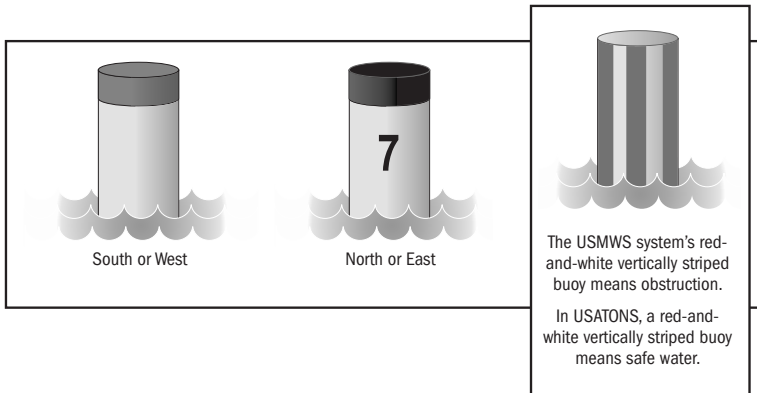 7
South or West
North or East
The USMWS system's red-
and-white vertically striped
buoy means obstruction.
In USATONS, a red-and-
white vertically striped buoy
means safe water.